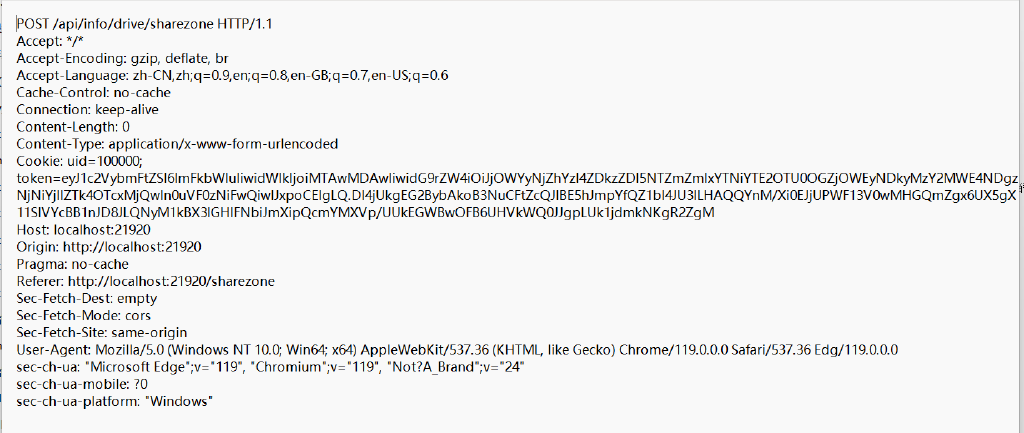 POST /api/info/drive/sharezone HTTP/1.1
Accept: */*
Accept-Encoding: gzip, deflate, br
Accept-Language: zh-CN,zh;q=0.9,en;q=0.8,en-GB;q=0.7,en-US;q=0.6
Cache-Control: no-cache
Connection: keep-alive
Content-Length: 0
Content-Type: application/x-www-form-urlencoded
Cookie: uid=100000;
token=eyJ1c2VybmFtZSI6ImFkbWluIiwidWlkIjoiMTAwMDAwIiwidG9rZW4iOiJjOWYyNjZhYzI4ZDkzZDI5NTZmZmIxYTNiYTE2OTU0OGZjOWEyNDkyMzY2MWE4NDgz
NjNiYjllZTk4OTcxMjQwIn0uVF0zNiFwQiwlJxpoCElgLQ.Dl4jUkgEG2BybAkoB3NuCFtZcQJIBE5hJmpYfQZ1bl4JU3lLHAQQYnM/Xi0EJjUPWF13V0wMHGQmZgx6UX5gX
11SIVYcBB1nJD8JLQNyM1kBX3lGHlFNbiJmXipQcmYMXVp/UUkEGWBwOFB6UHVkWQ0JJgpLUk1jdmkNKgR2ZgM
Host: localhost:21920
Origin: http://localhost:21920
Pragma: no-cache
Referer: http://localhost:21920/sharezone
Sec-Fetch-Dest: empty
Sec-Fetch-Mode: cors
Sec-Fetch-Site: same-origin
User-Agent: Mozilla/5.0 (Windows NT 10.0; Win64; x64) AppleWebKit/537.36 (KHTML, like Gecko) Chrome/119.0.0.0 Safari/537.36 Edg/119.0.0.0
sec-ch-ua: "Microsoft Edge";v="119", "Chromium";v="119", "Not?A_Brand";v="24"
sec-ch-ua-mobile: ?0
sec-ch-ua-platform: "Windows"